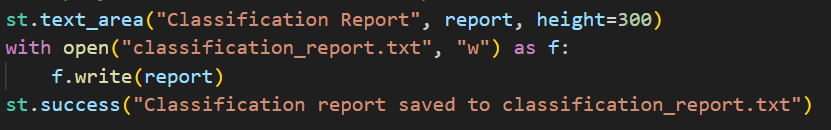 st.text_area("Classification Report", report, height=300)
with open("classification_report.txt", "w") as f:
    f.write(report)
st.success("Classification report saved to classification_report.txt")